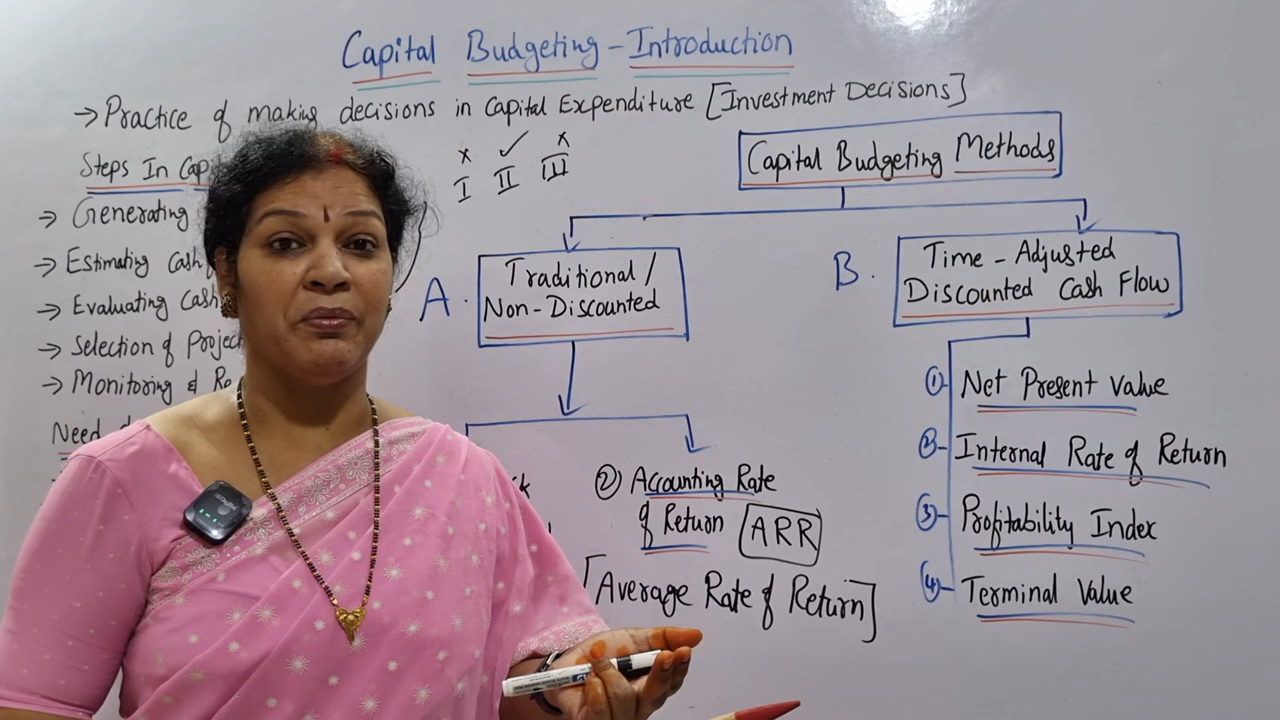 Capital Budgeting - Introduction
→ Practice of making decisions in Capital Expenditure [Investment Decisions]
Steps In
→ Generating
→ Estimating Cash
→ Evaluating Cash
→ Selection of
→ Monitoring &
Need
x ✓ x
I II III
Capital Budgeting Methods
A. Traditional /
Non-Discounted
② Accounting Rate
of Return ARR
[Average Rate of Return]
B. Time-Adjusted
Discounted Cash Flow
① Net Present Value
② Internal Rate of Return
③ Profitability Index
④ Terminal Value